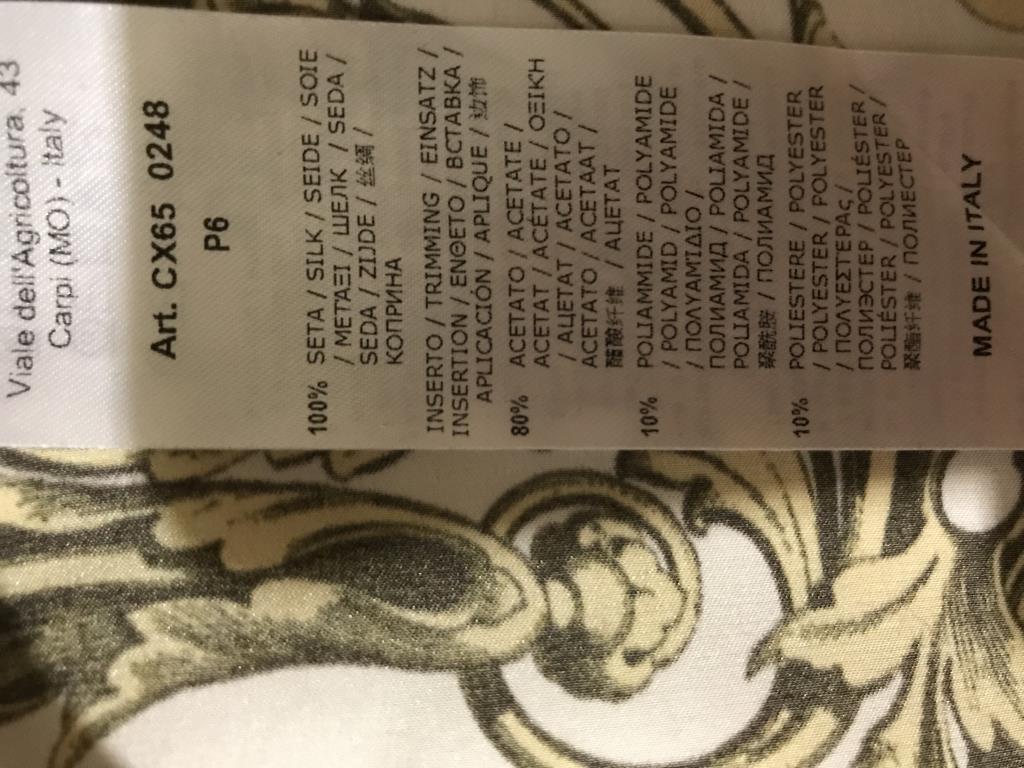 Viale dell'Agricoltura, 43
Carpi (MO) - Italy
Art. CX65 0248
P6
100% SETA / SILK / SEIDE / SOIE
/ ΜΕΤΑΞΙ / ШЕЛК / SEDA /
SEDA / ZIJDE / 丝绸 /
КОПРИНА
INSERTO / TRIMMING / EINSATZ /
INSERTION / ΕΝΘΕΤΟ / ВСТАВКА /
APLICACIÓN / APLIQUE / 边饰
80% ACETATO / ACETATE /
ACETAT / ACÉTATE / ΟΞΙΚΉ
/ АЦЕТАТ / ACETATO /
ACETATO / ACETAAT /
醋酸纤维 / АЦЕТАТ
10% POLIAMMIDE / POLYAMIDE
/ POLYAMID / POLYAMIDE
/ ΠΟΛΥΑΜΊΔΙΟ /
ПОЛИАМИД / POLIAMIDA /
POLIAMIDA / POLYAMIDE /
聚酰胺 / ПОЛИАМИД
10% POLIESTERE / POLYESTER
/ POLYESTER / POLYESTER
/ ΠΟΛΥΕΣΤΈΡΑς /
ПОЛИЭСТЕР / POLIÉSTER /
POLIÉSTER / POLYESTER /
聚酯纤维 / ПОЛИЕСТЕР
MADE IN ITALY